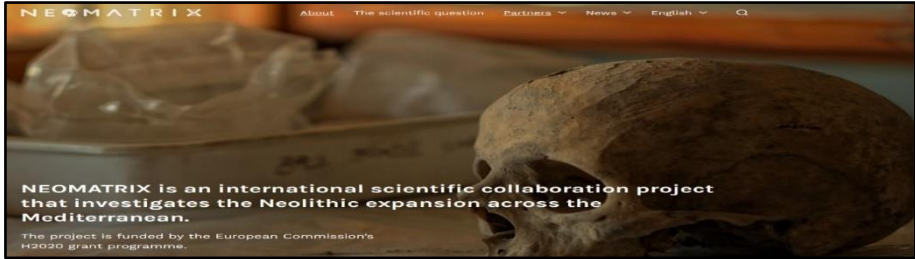 NEOMATRIX
About The scientific question Partners News English
NEOMATRIX is an international scientific collaboration project
that investigates the Neolithic expansion across the
Mediterranean.
The project is funded by the European Commission's
H2020 grant programme.